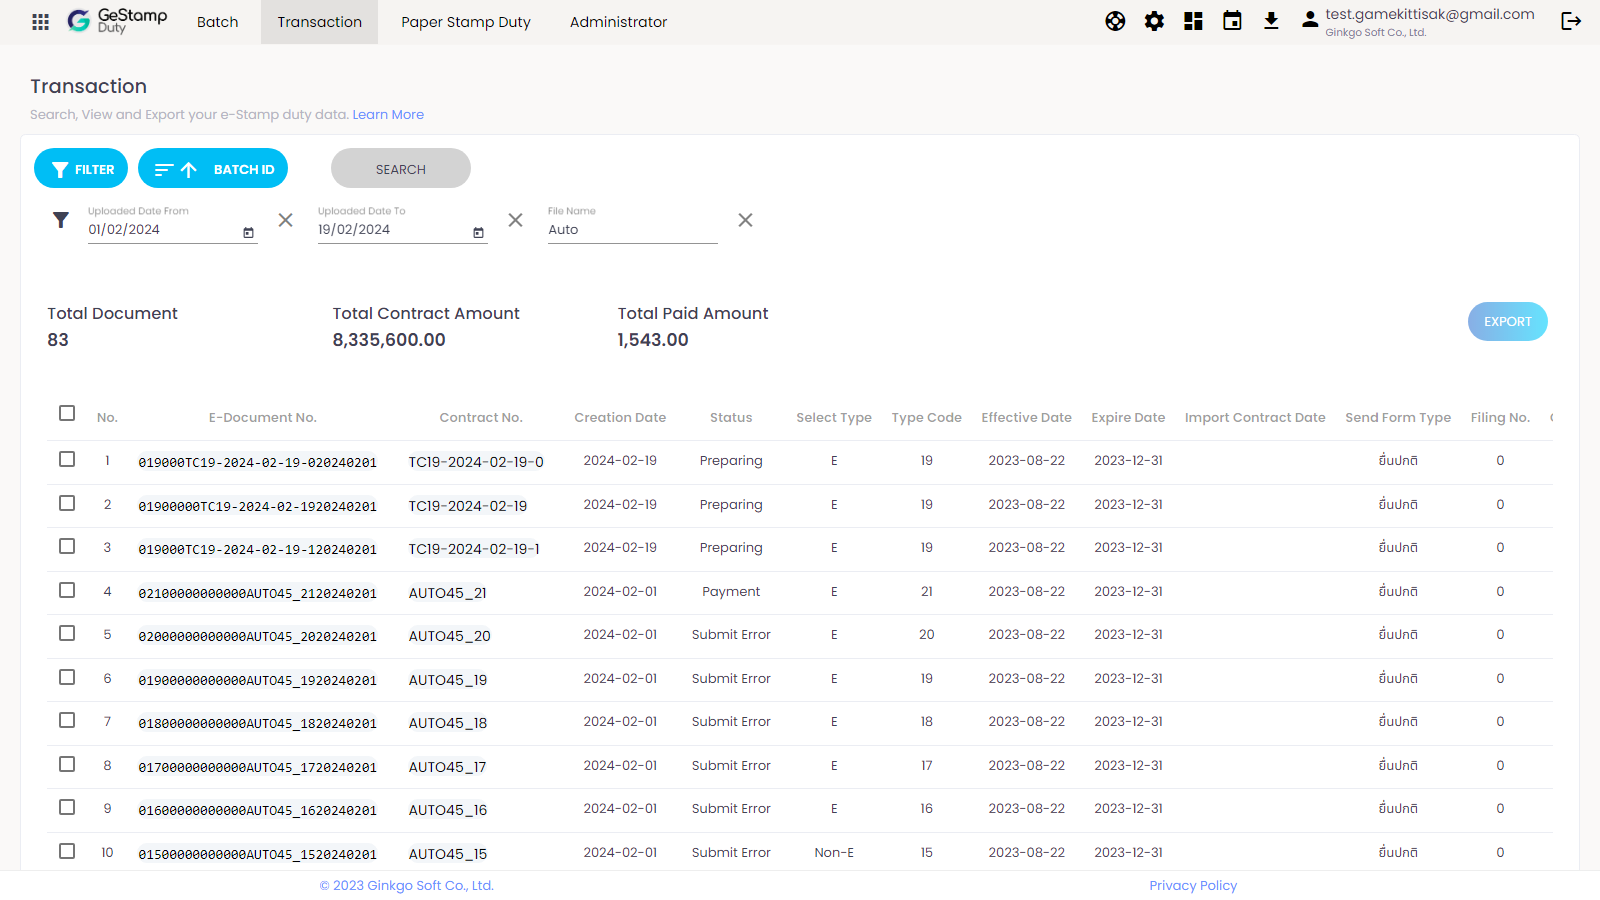 GeStamp
Duty
Batch
Transaction
Paper Stamp Duty
Administrator
test.gamekittisak@gmail.com
Ginkgo Soft Co., Ltd.
Transaction
Search, View and Export your e-Stamp duty data. Learn More
FILTER
BATCH ID
SEARCH
Uploaded Date From
01/02/2024
Uploaded Date To
19/02/2024
File Name
Auto
Total Document
83
Total Contract Amount
8,335,600.00
Total Paid Amount
1,543.00
EXPORT
No. E-Document No. Contract No. Creation Date Status Select Type Type Code Effective Date Expire Date Import Contract Date Send Form Type Filing No.
1 019000TC19-2024-02-19-020240201 TC19-2024-02-19-0 2024-02-19 Preparing E 19 2023-08-22 2023-12-31 ยื่นปกติ 0
2 01900000TC19-2024-02-1920240201 TC19-2024-02-19 2024-02-19 Preparing E 19 2023-08-22 2023-12-31 ยื่นปกติ 0
3 019000TC19-2024-02-19-120240201 TC19-2024-02-19-1 2024-02-19 Preparing E 19 2023-08-22 2023-12-31 ยื่นปกติ 0
4 02100000000000AUTO45_2120240201 AUTO45_21 2024-02-01 Payment E 21 2023-08-22 2023-12-31 ยื่นปกติ 0
5 02000000000000AUTO45_2020240201 AUTO45_20 2024-02-01 Submit Error E 20 2023-08-22 2023-12-31 ยื่นปกติ 0
6 01900000000000AUTO45_1920240201 AUTO45_19 2024-02-01 Submit Error E 19 2023-08-22 2023-12-31 ยื่นปกติ 0
7 01800000000000AUTO45_1820240201 AUTO45_18 2024-02-01 Submit Error E 18 2023-08-22 2023-12-31 ยื่นปกติ 0
8 01700000000000AUTO45_1720240201 AUTO45_17 2024-02-01 Submit Error E 17 2023-08-22 2023-12-31 ยื่นปกติ 0
9 01600000000000AUTO45_1620240201 AUTO45_16 2024-02-01 Submit Error E 16 2023-08-22 2023-12-31 ยื่นปกติ 0
10 01500000000000AUTO45_1520240201 AUTO45_15 2024-02-01 Submit Error Non-E 15 2023-08-22 2023-12-31 ยื่นปกติ 0
© 2023 Ginkgo Soft Co., Ltd.
Privacy Policy